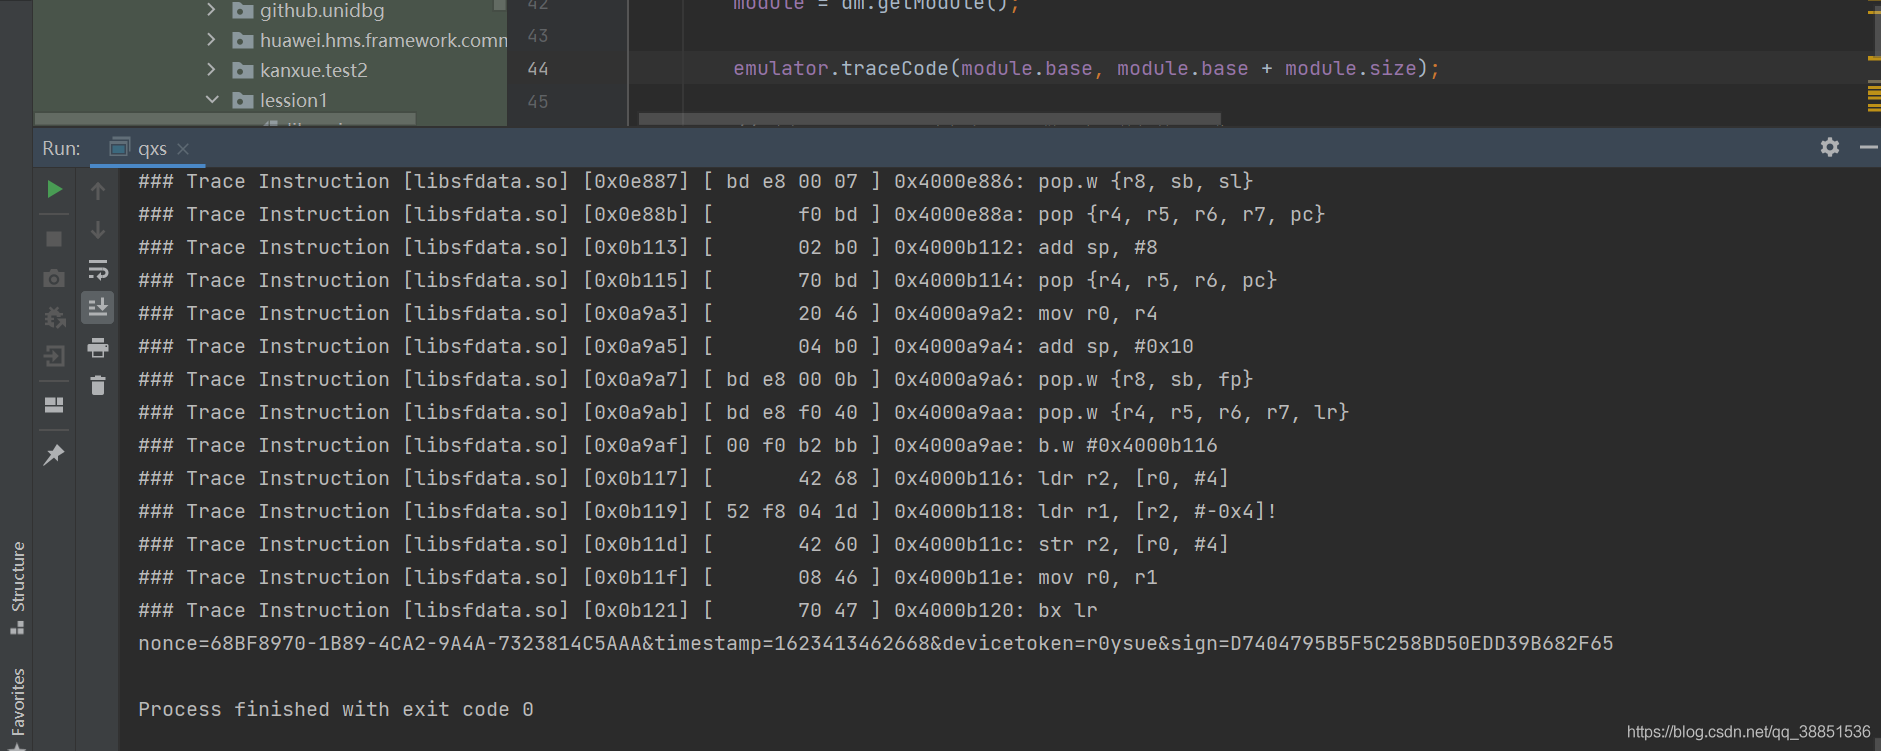 github.unidbg
huawei.hms.framework.comm
kanxue.test2
lession1
42 module = dm.getModule();
43
44 emulator.traceCode(module.base, module.base + module.size);
45
Run: qxs
### Trace Instruction [libsfdata.so] [0x0e887] [ bd e8 00 07 ] 0x4000e886: pop.w {r8, sb, sl}
### Trace Instruction [libsfdata.so] [0x0e88b] [       f0 bd ] 0x4000e88a: pop {r4, r5, r6, r7, pc}
### Trace Instruction [libsfdata.so] [0x0b113] [       02 b0 ] 0x4000b112: add sp, #8
### Trace Instruction [libsfdata.so] [0x0b115] [       70 bd ] 0x4000b114: pop {r4, r5, r6, pc}
### Trace Instruction [libsfdata.so] [0x0a9a3] [       20 46 ] 0x4000a9a2: mov r0, r4
### Trace Instruction [libsfdata.so] [0x0a9a5] [       04 b0 ] 0x4000a9a4: add sp, #0x10
### Trace Instruction [libsfdata.so] [0x0a9a7] [ bd e8 00 0b ] 0x4000a9a6: pop.w {r8, sb, fp}
### Trace Instruction [libsfdata.so] [0x0a9ab] [ bd e8 f0 40 ] 0x4000a9aa: pop.w {r4, r5, r6, r7, lr}
### Trace Instruction [libsfdata.so] [0x0a9af] [ 00 f0 b2 bb ] 0x4000a9ae: b.w #0x4000b116
### Trace Instruction [libsfdata.so] [0x0b117] [       42 68 ] 0x4000b116: ldr r2, [r0, #4]
### Trace Instruction [libsfdata.so] [0x0b119] [ 52 f8 04 1d ] 0x4000b118: ldr r1, [r2, #-0x4]!
### Trace Instruction [libsfdata.so] [0x0b11d] [       42 60 ] 0x4000b11c: str r2, [r0, #4]
### Trace Instruction [libsfdata.so] [0x0b11f] [       08 46 ] 0x4000b11e: mov r0, r1
### Trace Instruction [libsfdata.so] [0x0b121] [       70 47 ] 0x4000b120: bx lr
nonce=68BF8970-1B89-4CA2-9A4A-7323814C5AAA&timestamp=1623413462668&devicetoken=r0ysue&sign=D7404795B5F5C258BD50EDD39B682F65
Process finished with exit code 0
Structure
Favorites
https://blog.csdn.net/qq_38851536